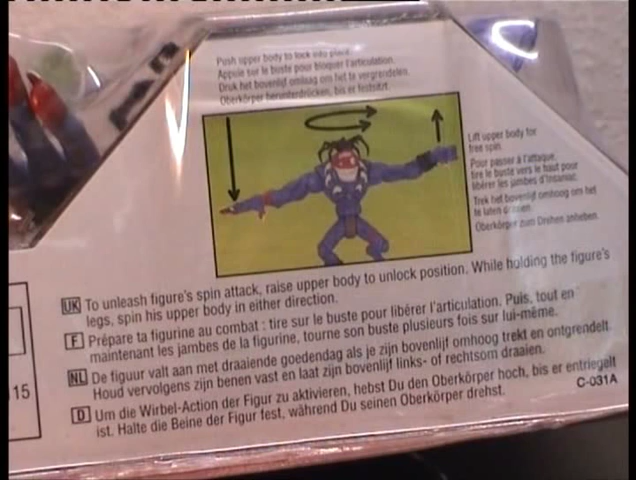 Push upper body to lock into place.
Appuie sur le buste pour bloquer l'articulation.
Druk het bovenlijf omlaag om het te vergrendelen.
Oberkörper herunterdrücken, bis er festsitzt.
Lift upper body for
free spin.
Pour passer à l'attaque,
tire le buste vers le haut pour
libérer les jambes d'Insaniac.
Trek het bovenlijf omhoog om het
te laten draaien.
Oberkörper zum Drehen anheben.
UK To unleash figure's spin attack, raise upper body to unlock position. While holding the figure's
legs, spin his upper body in either direction.
F Prépare ta figurine au combat : tire sur le buste pour libérer l'articulation. Puis, tout en
maintenant les jambes de la figurine, tourne son buste plusieurs fois sur lui-même.
NL De figuur valt aan met draaiende goedendag als je zijn bovenlijf omhoog trekt en ontgrendelt.
Houd vervolgens zijn benen vast en laat zijn bovenlijf links- of rechtsom draaien.
D Um die Wirbel-Action der Figur zu aktivieren, hebst Du den Oberkörper hoch, bis er entriegelt
ist. Halte die Beine der Figur fest, während Du seinen Oberkörper drehst.
C-031A
15